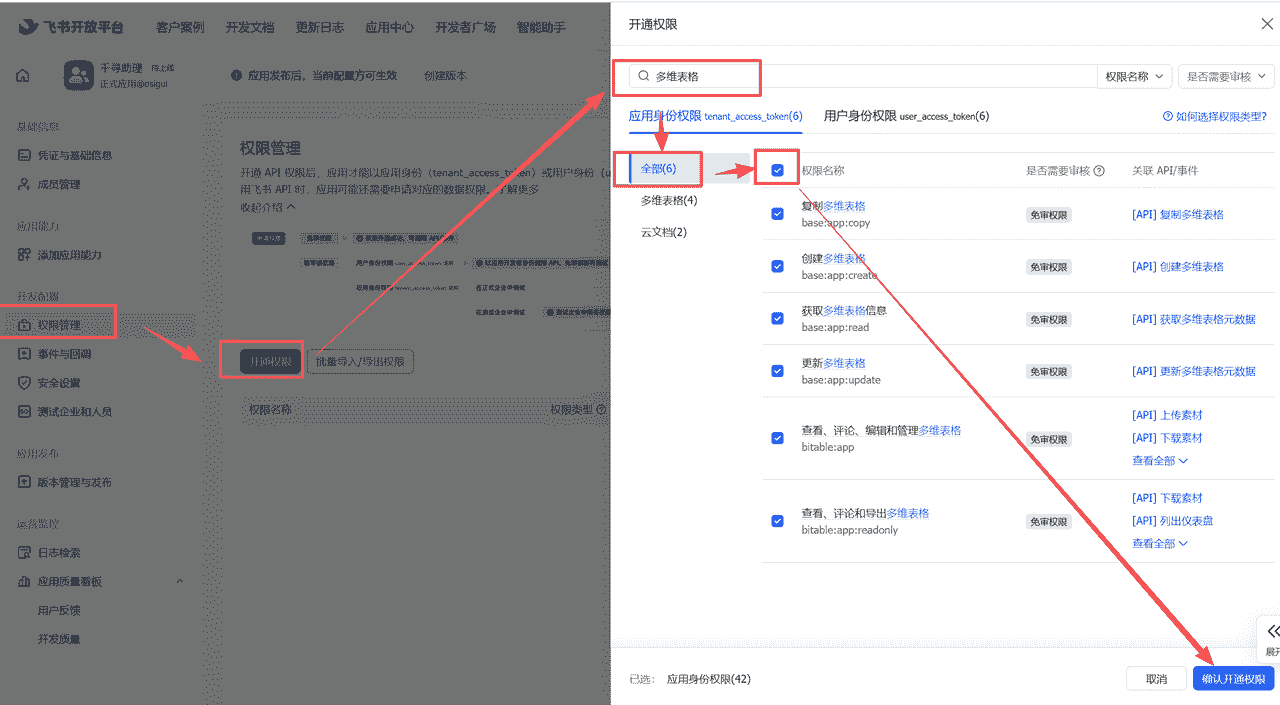 飞书开放平台 客户案例 开发文档 更新日志 应用中心 开发者广场 智能助手
千寻助理 待上线
正式应用@osigul
应用发布后，当前配置方可生效 创建版本
基础信息
凭证与基础信息
成员管理
应用能力
添加应用能力
开发配置
权限管理
事件与回调
安全设置
测试企业和人员
应用发布
版本管理与发布
运营监控
日志检索
应用质量看板
用户反馈
开发质量
权限管理
开通 API 权限后，应用才能以应用身份（tenant_access_token）或用户身份（u
用飞书 API 时，应用可能还需要申请对应的数据权限。了解更多
收起介绍
开通权限 批量导入/导出权限
权限名称 权限类型
开通权限
多维表格 权限名称 是否需要审核
应用身份权限 tenant_access_token(6) 用户身份权限 user_access_token(6) 如何选择权限类型?
全部(6)
多维表格(4)
云文档(2)
权限名称 是否需要审核 关联 API/事件
复制多维表格
base:app:copy
免审权限
[API] 复制多维表格
创建多维表格
base:app:create
免审权限
[API] 创建多维表格
获取多维表格信息
base:app:read
免审权限
[API] 获取多维表格元数据
更新多维表格
base:app:update
免审权限
[API] 更新多维表格元数据
查看、评论、编辑和管理多维表格
bitable:app
免审权限
[API] 上传素材
[API] 下载素材
查看全部
查看、评论和导出多维表格
bitable:app:readonly
免审权限
[API] 下载素材
[API] 列出仪表盘
查看全部
展开
已选： 应用身份权限(42) 取消 确认开通权限